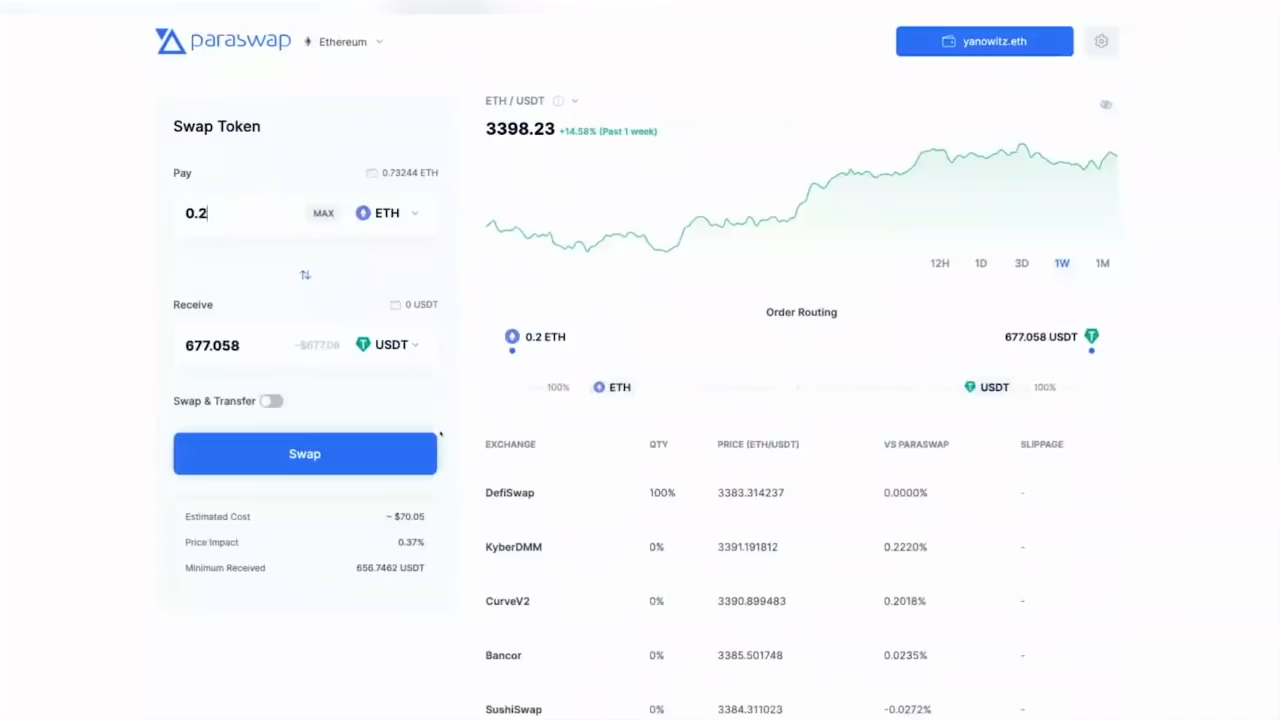 paraswap
Ethereum
yanowitz.eth
Swap Token
Pay
0.73244 ETH
0.2
MAX
ETH
Receive
0 USDT
677.058
~$677.06
USDT
Swap & Transfer
Swap
Estimated Cost
~ $70.05
Price Impact
0.37%
Minimum Received
656.7462 USDT
ETH / USDT
3398.23 +14.58% (Past 1 week)
12H 1D 3D 1W 1M
Order Routing
0.2 ETH
677.058 USDT
100% ETH USDT 100%
EXCHANGE QTY PRICE (ETH/USDT) VS PARASWAP SLIPPAGE
DefiSwap 100% 3383.314237 0.0000% -
KyberDMM 0% 3391.191812 0.2220% -
CurveV2 0% 3390.899483 0.2018% -
Bancor 0% 3385.501748 0.0235% -
SushiSwap 0% 3384.311023 -0.0272% -